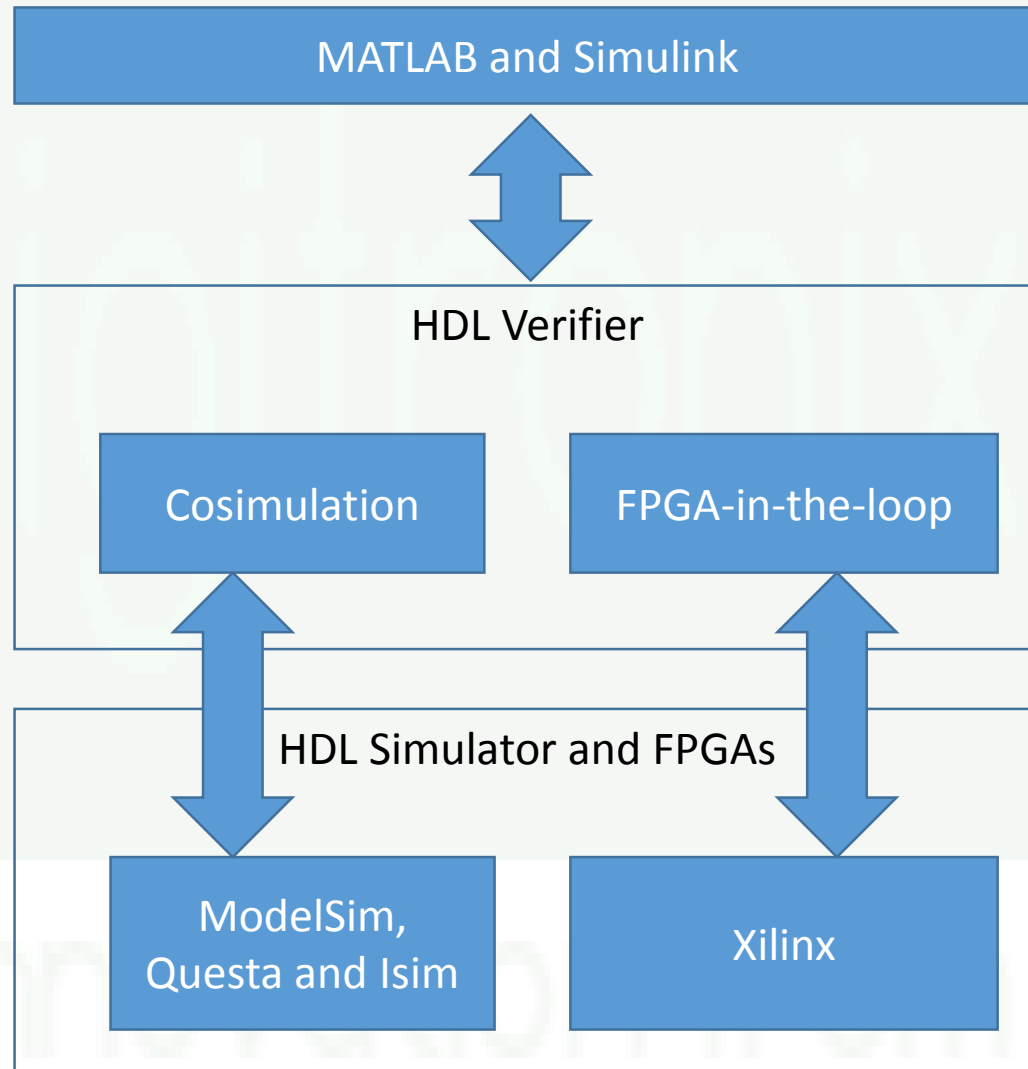 MATLAB and Simulink
HDL Verifier
Cosimulation
FPGA-in-the-loop
HDL Simulator and FPGAs
ModelSim,
Questa and Isim
Xilinx